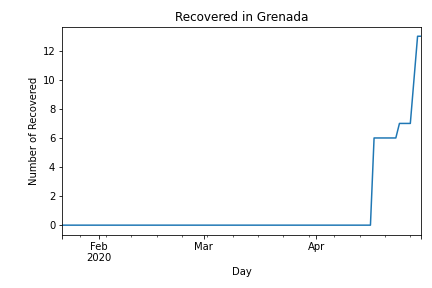 Recovered in Grenada
Number of Recovered
12
10
8
6
4
2
0
Feb
2020
Mar
Apr
Day